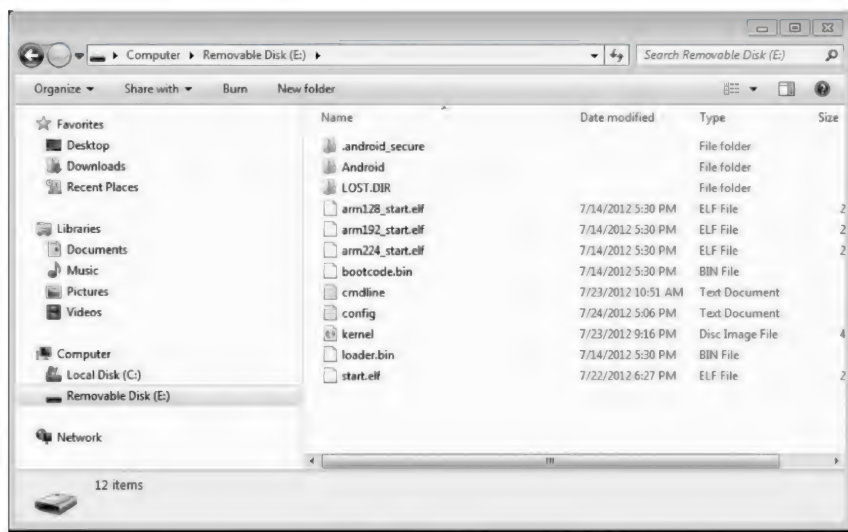 Computer Removable Disk (E:) Search Removable Disk (E:)
Organize Share with Burn New folder
Favorites
Desktop
Downloads
Recent Places
Libraries
Documents
Music
Pictures
Videos
Computer
Local Disk (C:)
Removable Disk (E:)
Network
Name Date modified Type Size
.android_secure File folder
Android File folder
LOST.DIR File folder
arm128_start.elf 7/14/2012 5:30 PM ELF File 2
arm192_start.elf 7/14/2012 5:30 PM ELF File 2
arm224_start.elf 7/14/2012 5:30 PM ELF File 2
bootcode.bin 7/14/2012 5:30 PM BIN File
cmdline 7/23/2012 10:51 AM Text Document
config 7/24/2012 5:06 PM Text Document
kernel 7/23/2012 9:16 PM Disc Image File 4
loader.bin 7/14/2012 5:30 PM BIN File
start.elf 7/22/2012 6:27 PM ELF File 2
12 items